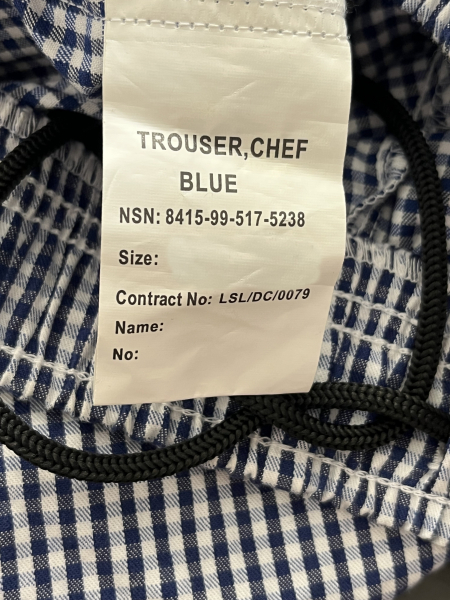 TROUSER,CHEF
BLUE
NSN: 8415-99-517-5238
Size:
Contract No: LSL/DC/0079
Name:
No: